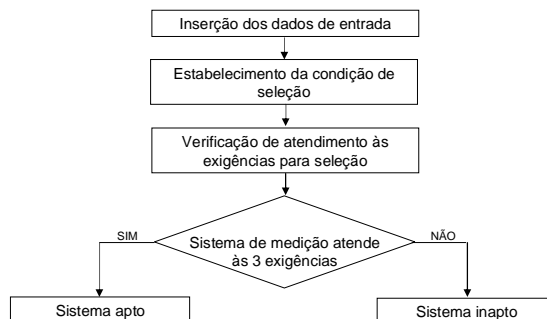 Inserção dos dados de entrada
Estabelecimento da condição de
seleção
Verificação de atendimento às
exigências para seleção
SIM
NÃO
Sistema de medição atende
às 3 exigências
Sistema apto
Sistema inapto